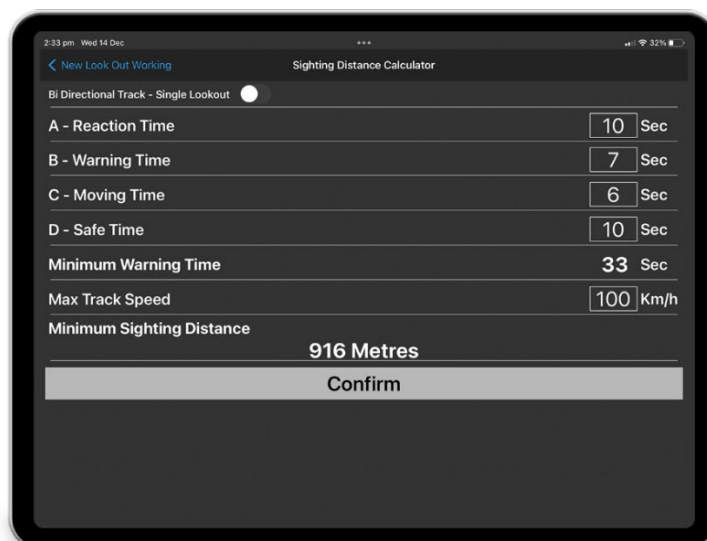 2:33 pm Wed 14 Dec ... 32%
New Look Out Working Sighting Distance Calculator
Bi Directional Track - Single Lookout
A - Reaction Time 10 Sec
B - Warning Time 7 Sec
C - Moving Time 6 Sec
D - Safe Time 10 Sec
Minimum Warning Time 33 Sec
Max Track Speed 100 Km/h
Minimum Sighting Distance
916 Metres
Confirm